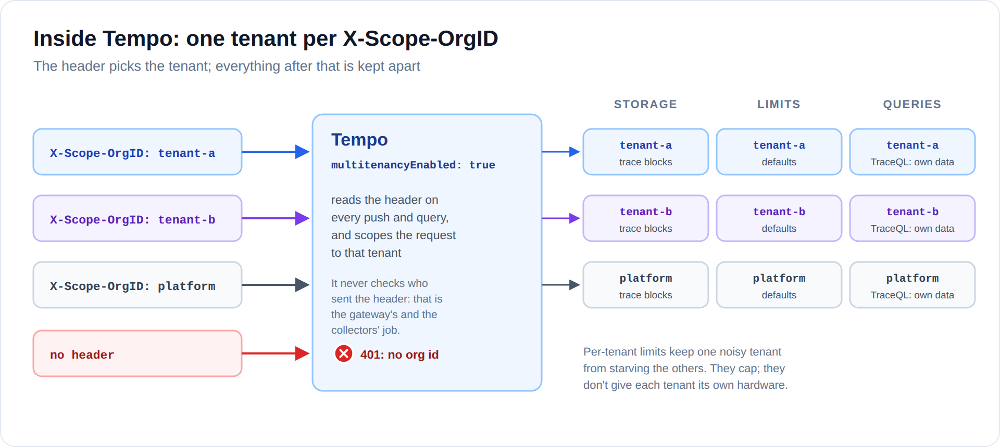 Inside Tempo: one tenant per X-Scope-OrgID
The header picks the tenant; everything after that is kept apart
STORAGE
LIMITS
QUERIES
X-Scope-OrgID: tenant-a
X-Scope-OrgID: tenant-b
X-Scope-OrgID: platform
no header
Tempo
multitenancyEnabled: true
reads the header on
every push and query,
and scopes the request
to that tenant
It never checks who
sent the header: that is
the gateway's and the
collectors' job.
401: no org id
tenant-a
trace blocks
tenant-a
defaults
tenant-a
TraceQL: own data
tenant-b
trace blocks
tenant-b
defaults
tenant-b
TraceQL: own data
platform
trace blocks
platform
defaults
platform
TraceQL: own data
Per-tenant limits keep one noisy tenant
from starving the others. They cap; they
don't give each tenant its own hardware.